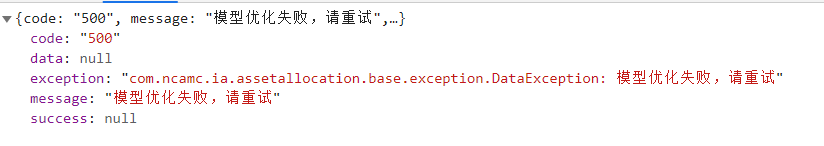 {code: "500", message: "模型优化失败，请重试",…}
code: "500"
data: null
exception: "com.ncamc.ia.assetallocation.base.exception.DataException: 模型优化失败，请重试"
message: "模型优化失败，请重试"
success: null